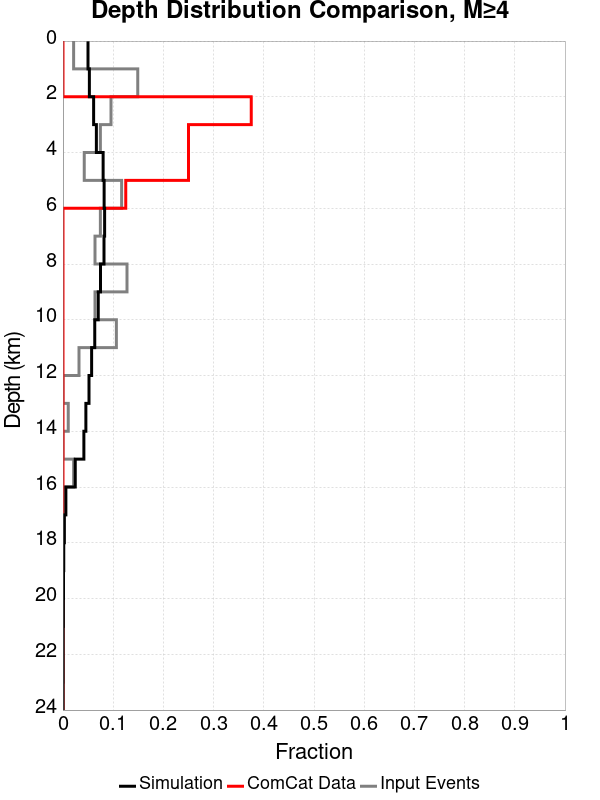 Depth Distribution Comparison, M≥4
0
2
4
6
8
10
12
14
16
18
20
22
24
Depth (km)
0 0.1 0.2 0.3 0.4 0.5 0.6 0.7 0.8 0.9 1
Fraction
Simulation ComCat Data Input Events